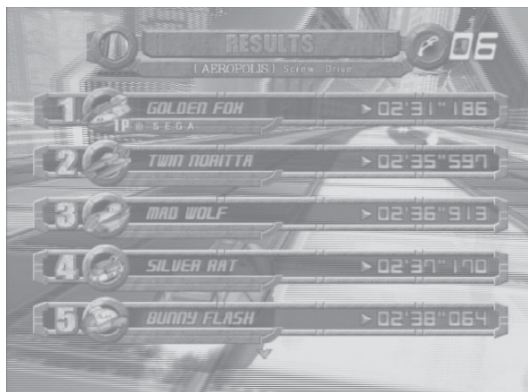 RESULTS
06
[AEROPOLIS] Screw Drive
1 GOLDEN FOX 02'31"186
1P @ SEGA
2 TWIN NORITTA 02'35"597
3 MAD WOLF 02'36"913
4 SILVER RAT 02'37"170
5 BUNNY FLASH 02'38"064